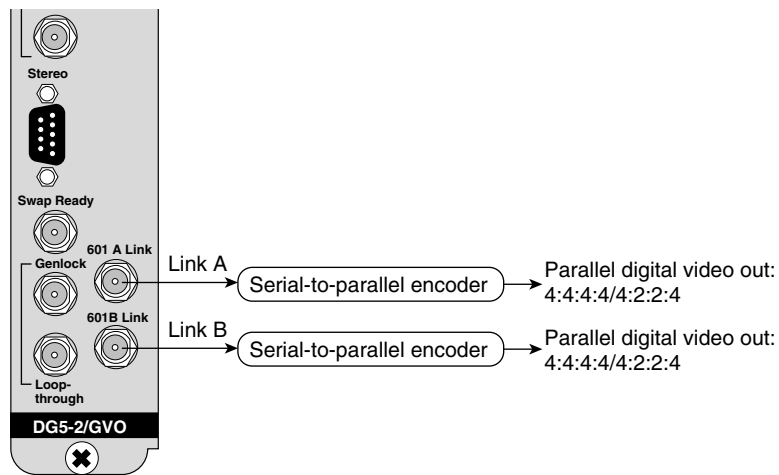 Stereo
Swap Ready
601 A Link
Genlock
Link A
Serial-to-parallel encoder
Parallel digital video out:
4:4:4:4/4:2:2:4
601B Link
Link B
Serial-to-parallel encoder
Parallel digital video out:
4:4:4:4/4:2:2:4
Loop-
through
DG5-2/GVO